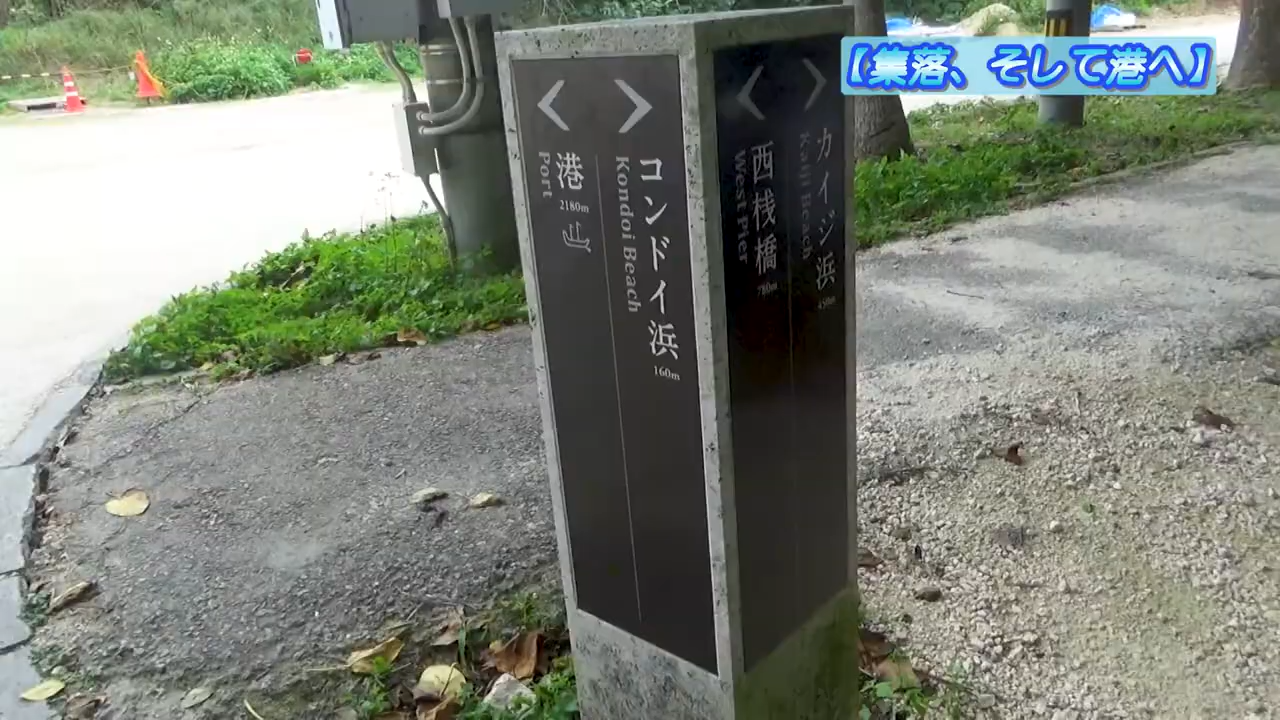 【集落、そして港へ】
港
2180m
Port
コンドイ浜
160m
Kondoi Beach
西桟橋
780m
West Pier
カイジ浜
Kaiji Beach